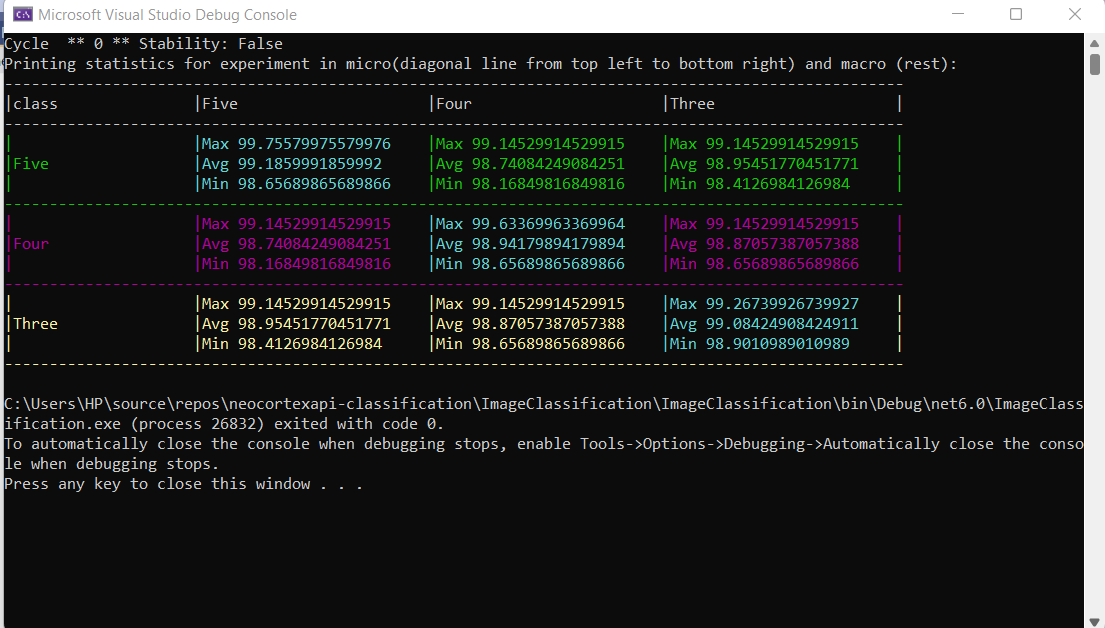 Microsoft Visual Studio Debug Console
Cycle  ** 0 ** Stability: False
Printing statistics for experiment in micro(diagonal line from top left to bottom right) and macro (rest):
----------------------------------------------------------------------------------------------------
|class               |Five                     |Four                     |Three                    |
----------------------------------------------------------------------------------------------------
|                    |Max 99.75579975579976    |Max 99.14529914529915    |Max 99.14529914529915    |
|Five                |Avg 99.1859991859992     |Avg 98.74084249084251    |Avg 98.95451770451771    |
|                    |Min 98.65689865689866    |Min 98.16849816849816    |Min 98.4126984126984     |
----------------------------------------------------------------------------------------------------
|                    |Max 99.14529914529915    |Max 99.63369963369964    |Max 99.14529914529915    |
|Four                |Avg 98.74084249084251    |Avg 98.94179894179894    |Avg 98.87057387057388    |
|                    |Min 98.16849816849816    |Min 98.65689865689866    |Min 98.65689865689866    |
----------------------------------------------------------------------------------------------------
|                    |Max 99.14529914529915    |Max 99.14529914529915    |Max 99.26739926739927    |
|Three               |Avg 98.95451770451771    |Avg 98.87057387057388    |Avg 99.08424908424911    |
|                    |Min 98.4126984126984     |Min 98.65689865689866    |Min 98.9010989010989     |
----------------------------------------------------------------------------------------------------
C:\Users\HP\source\repos\neocortexapi-classification\ImageClassification\ImageClassification\bin\Debug\net6.0\ImageClass
ification.exe (process 26832) exited with code 0.
To automatically close the console when debugging stops, enable Tools->Options->Debugging->Automatically close the conso
le when debugging stops.
Press any key to close this window . . .